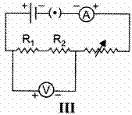 + − (•) + A −
R₁ R₂
+ V −
III